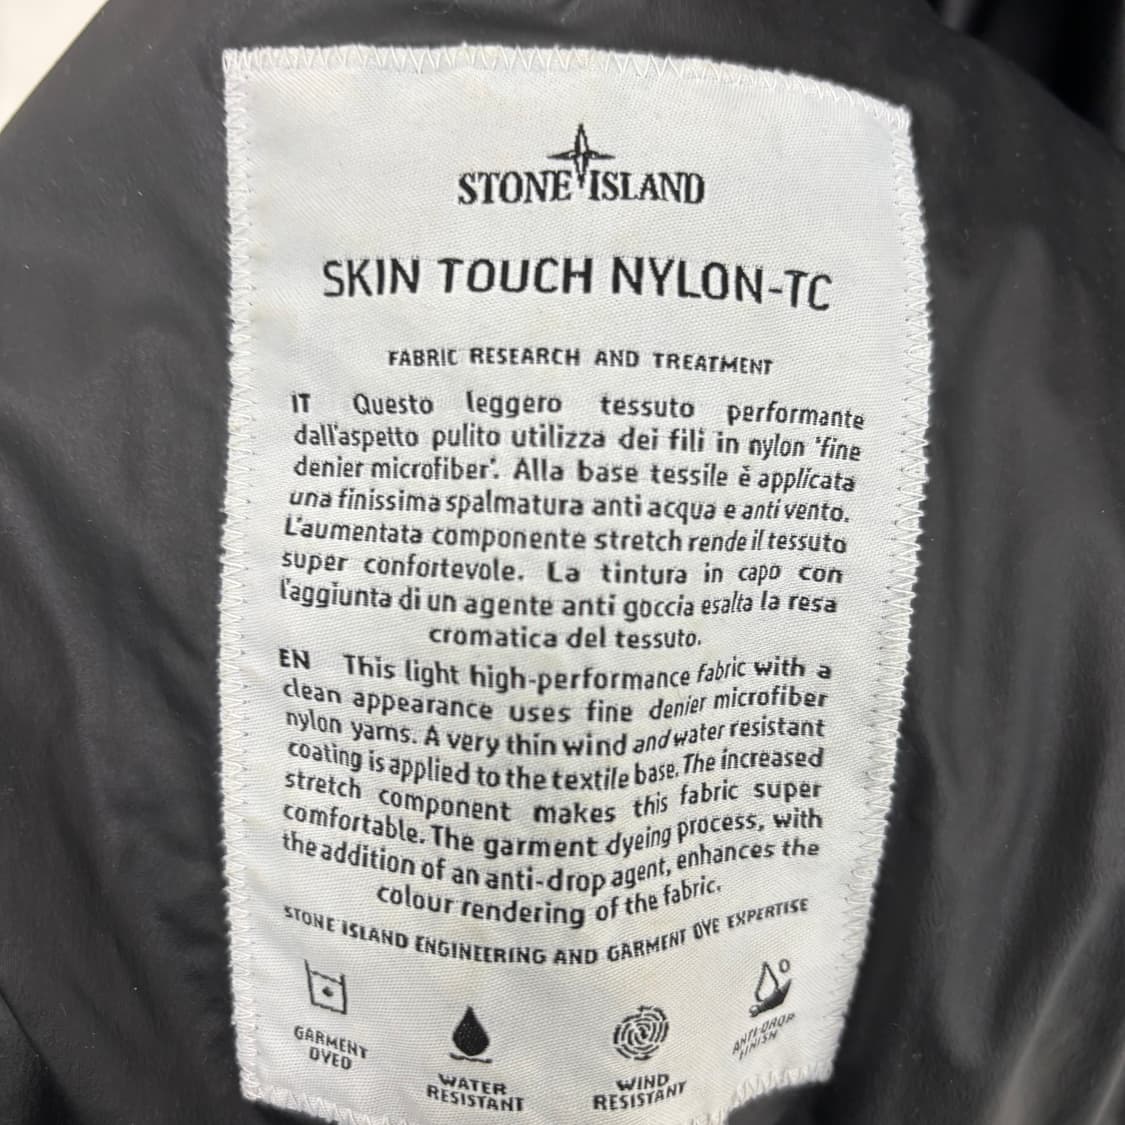 STONE ISLAND
SKIN TOUCH NYLON-TC
FABRIC RESEARCH AND TREATMENT
IT Questo leggero tessuto performante
dall'aspetto pulito utilizza dei fili in nylon 'fine
denier microfiber'. Alla base tessile è applicata
una finissima spalmatura anti acqua e anti vento.
L'aumentata componente stretch rende il tessuto
super confortevole. La tintura in capo con
l'aggiunta di un agente anti goccia esalta la resa
cromatica del tessuto.
EN This light high-performance fabric with a
clean appearance uses fine denier microfiber
nylon yarns. A very thin wind and water resistant
coating is applied to the textile base. The increased
stretch component makes this fabric super
comfortable. The garment dyeing process, with
the addition of an anti-drop agent, enhances the
colour rendering of the fabric.
STONE ISLAND ENGINEERING AND GARMENT DYE EXPERTISE
GARMENT
DYED
WATER
RESISTANT
WIND
RESISTANT
ANTI-DROP
FINISH